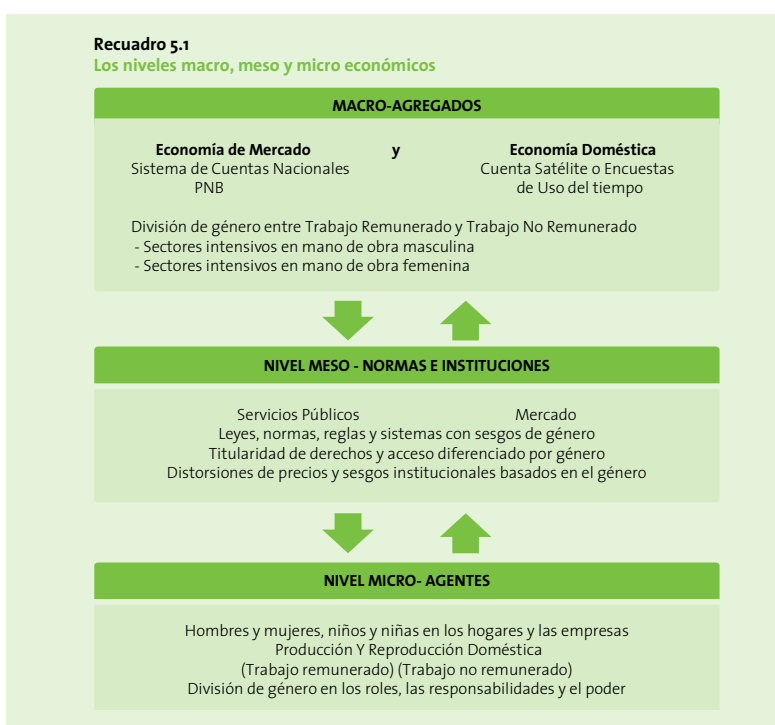 Recuadro 5.1
Los niveles macro, meso y micro económicos
MACRO-AGREGADOS
Economía de Mercado y Economía Doméstica
Sistema de Cuentas Nacionales Cuenta Satélite o Encuestas
PNB de Uso del tiempo
División de género entre Trabajo Remunerado y Trabajo No Remunerado
- Sectores intensivos en mano de obra masculina
- Sectores intensivos en mano de obra femenina
NIVEL MESO - NORMAS E INSTITUCIONES
Servicios Públicos Mercado
Leyes, normas, reglas y sistemas con sesgos de género
Titularidad de derechos y acceso diferenciado por género
Distorsiones de precios y sesgos institucionales basados en el género
NIVEL MICRO- AGENTES
Hombres y mujeres, niños y niñas en los hogares y las empresas
Producción Y Reproducción Doméstica
(Trabajo remunerado) (Trabajo no remunerado)
División de género en los roles, las responsabilidades y el poder